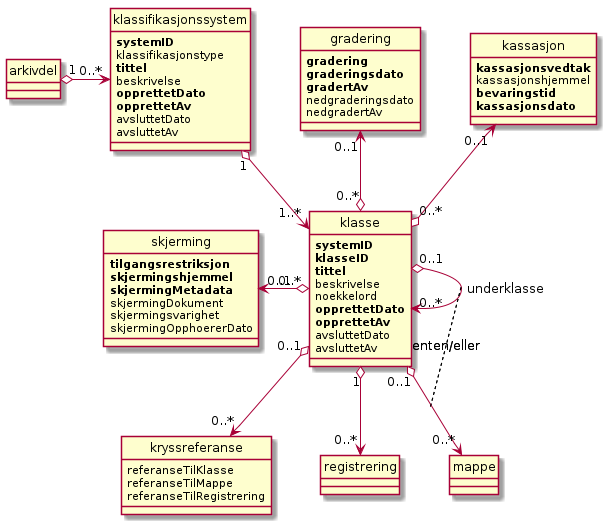 klassifikasjonssystem
systemID
klassifikasjonstype
tittel
beskrivelse
opprettetDato
opprettetAv
avsluttetDato
avsluttetAv
gradering
gradering
graderingsdato
gradertAv
nedgraderingsdato
nedgradertAv
kassasjon
kassasjonsvedtak
kassasjonshjemmel
bevaringstid
kassasjonsdato
arkivdel
1
0..*
1
1..*
0..1
0..*
0..1
0..*
klasse
systemID
klasseID
tittel
beskrivelse
noekkelord
opprettetDato
opprettetAv
avsluttetDato
avsluttetAv
skjerming
tilgangsrestriksjon
skjermingshjemmel
skjermingMetadata
skjermingDokument
skjermingsvarighet
skjermingOpphoererDato
0..1
0..*
0..1
0..*
underklasse
enten/eller
0..1
0..*
1
0..*
0..1
0..*
kryssreferanse
referanseTilKlasse
referanseTilMappe
referanseTilRegistrering
registrering
mappe